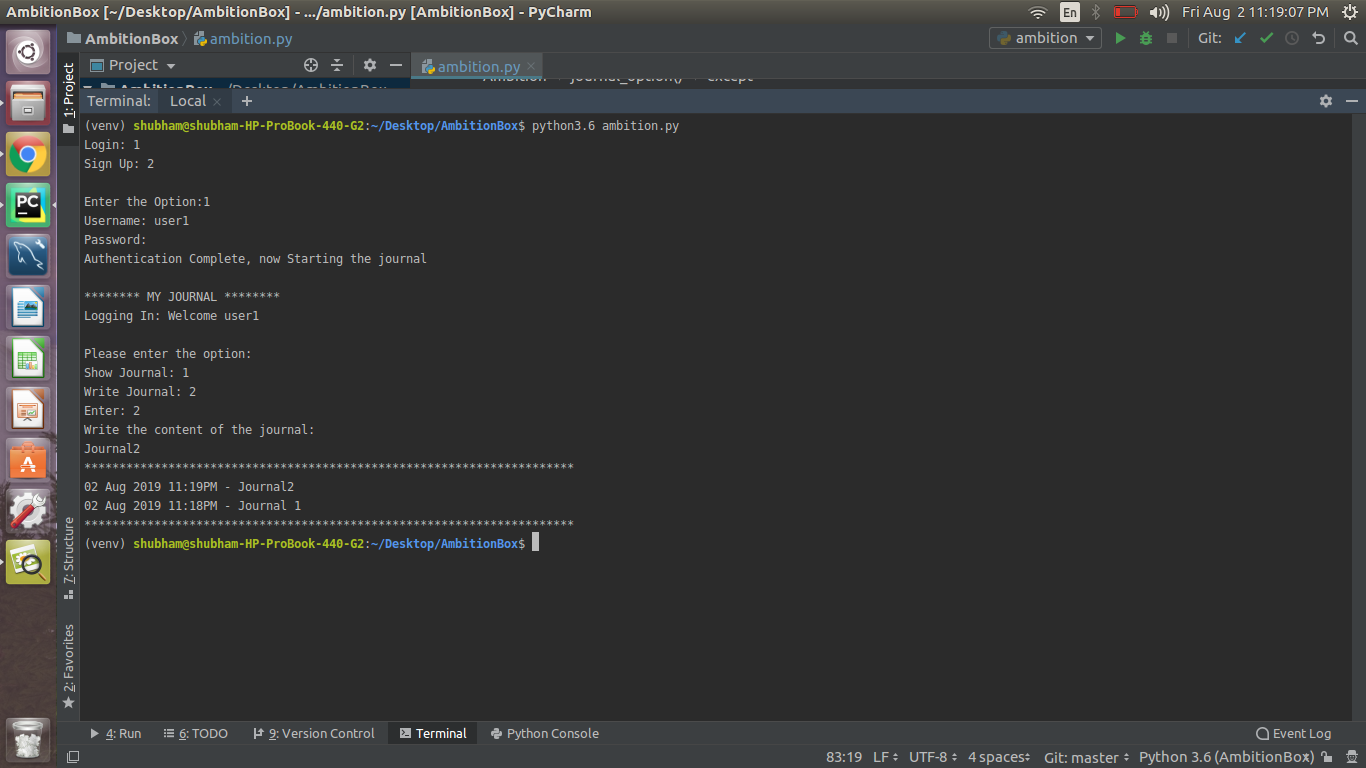 AmbitionBox [~/Desktop/AmbitionBox] - .../ambition.py [AmbitionBox] - PyCharm
En
Fri Aug 2 11:19:07 PM
AmbitionBox
ambition.py
ambition
Git:
1: Project
Project
ambition.py
Terminal:
Local
+
(venv) shubham@shubham-HP-ProBook-440-G2:~/Desktop/AmbitionBox$ python3.6 ambition.py
Login: 1
Sign Up: 2
Enter the Option:1
Username: user1
Password:
Authentication Complete, now Starting the journal
******** MY JOURNAL ********
Logging In: Welcome user1
Please enter the option:
Show Journal: 1
Write Journal: 2
Enter: 2
Write the content of the journal:
Journal2
**********************************************************************
02 Aug 2019 11:19PM - Journal2
02 Aug 2019 11:18PM - Journal 1
**********************************************************************
(venv) shubham@shubham-HP-ProBook-440-G2:~/Desktop/AmbitionBox$
PC
A
7: Structure
2: Favorites
4: Run
6: TODO
9: Version Control
Terminal
Python Console
Event Log
83:19
LF
UTF-8
4 spaces
Git: master
Python 3.6 (AmbitionBox)